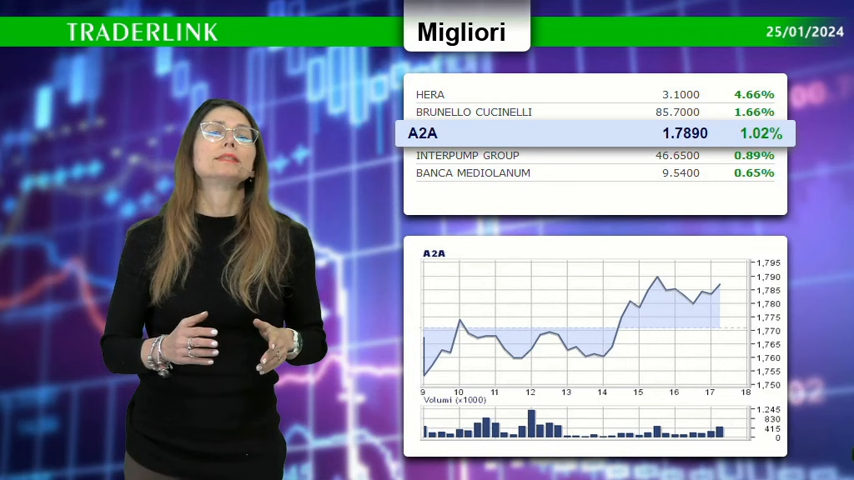 TRADERLINK
Migliori
25/01/2024
HERA 3.1000 4.66%
BRUNELLO CUCINELLI 85.7000 1.66%
A2A 1.7890 1.02%
INTERPUMP GROUP 46.6500 0.89%
BANCA MEDIOLANUM 9.5400 0.65%
A2A
1,795
1,790
1,785
1,780
1,775
1,770
1,765
1,760
1,755
1,750
9 10 11 12 13 14 15 16 17 18
Volumi (x1000)
1.245
830
415
0